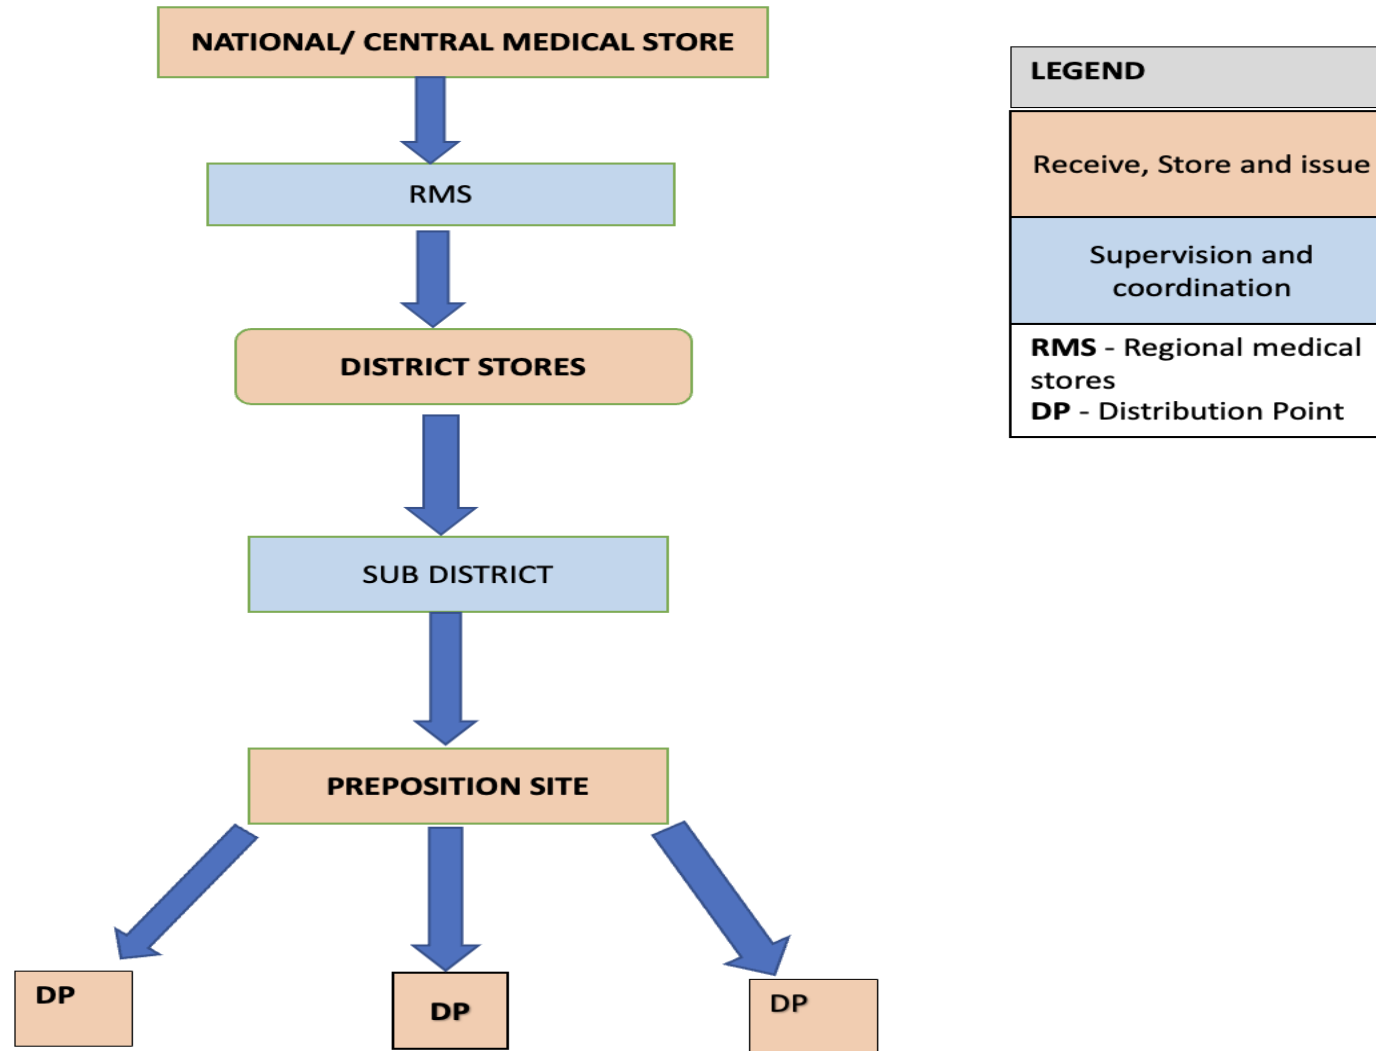 NATIONAL/ CENTRAL MEDICAL STORE
RMS
DISTRICT STORES
SUB DISTRICT
PREPOSITION SITE
DP
DP
DP
LEGEND
Receive, Store and issue
Supervision and
coordination
RMS - Regional medical
stores
DP - Distribution Point